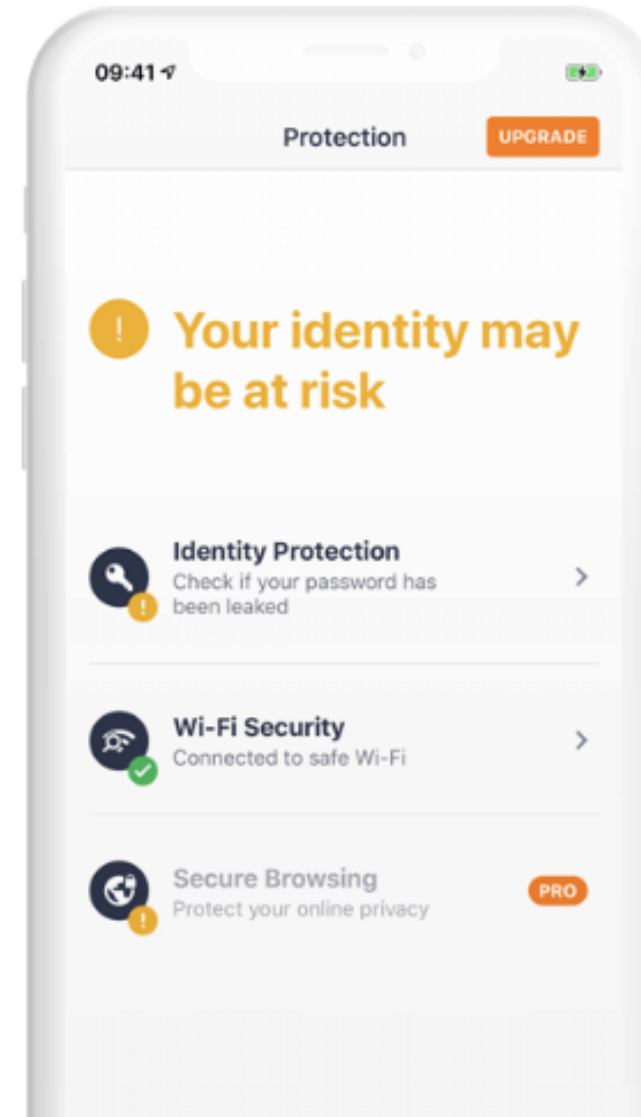 09:41
Protection
UPGRADE
! Your identity may
be at risk
Identity Protection
Check if your password has
been leaked
!
Wi-Fi Security
Connected to safe Wi-Fi
Secure Browsing
PRO
Protect your online privacy
!